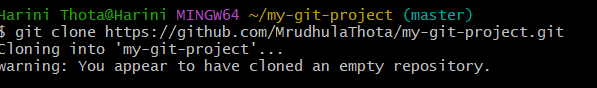 Harini Thota@Harini MINGW64 ~/my-git-project (master)
$ git clone https://github.com/MrudhulaThota/my-git-project.git
Cloning into 'my-git-project'...
warning: You appear to have cloned an empty repository.